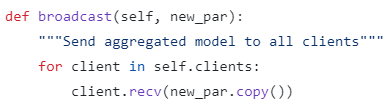 def broadcast(self, new_par):
    """Send aggregated model to all clients"""
    for client in self.clients:
        client.recv(new_par.copy())